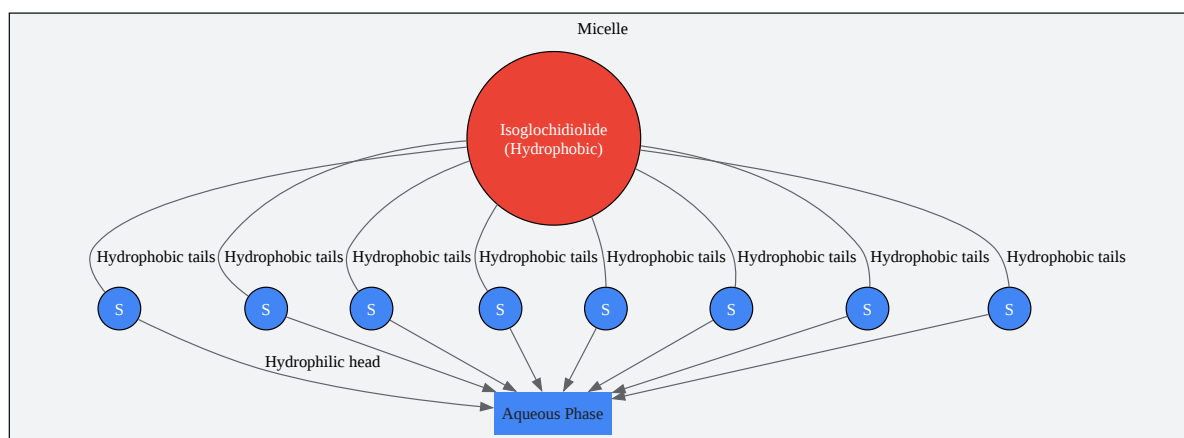 Micelle
Isoglochidiolide
(Hydrophobic)
Hydrophobic tails
Hydrophobic tails
Hydrophobic tails
Hydrophobic tails
Hydrophobic tails
Hydrophobic tails
Hydrophobic tails
Hydrophobic tails
S
S
S
S
S
S
S
S
Hydrophilic head
Aqueous Phase